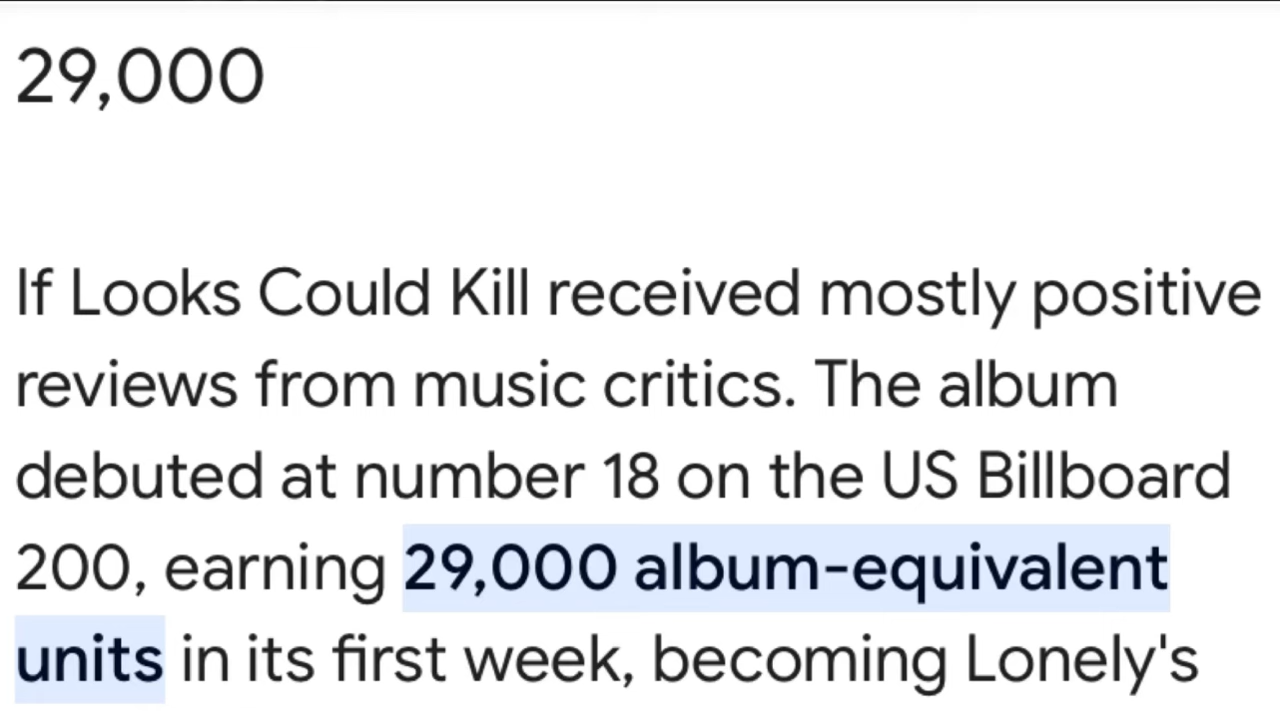 29,000
If Looks Could Kill received mostly positive
reviews from music critics. The album
debuted at number 18 on the US Billboard
200, earning 29,000 album-equivalent
units in its first week, becoming Lonely's